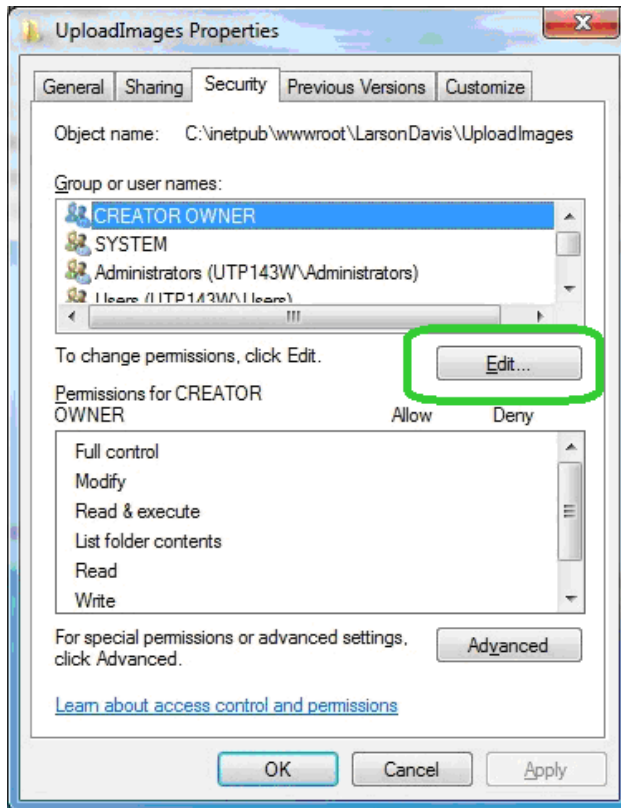 UploadImages Properties
General Sharing Security Previous Versions Customize
Object name: C:\inetpub\wwwroot\LarsonDavis\UploadImages
Group or user names:
CREATOR OWNER
SYSTEM
Administrators (UTP143W\Administrators)
Users (UTP143W\Users)
To change permissions, click Edit.
Edit...
Permissions for CREATOR
OWNER Allow Deny
Full control
Modify
Read & execute
List folder contents
Read
Write
For special permissions or advanced settings,
click Advanced.
Advanced
Learn about access control and permissions
OK Cancel Apply